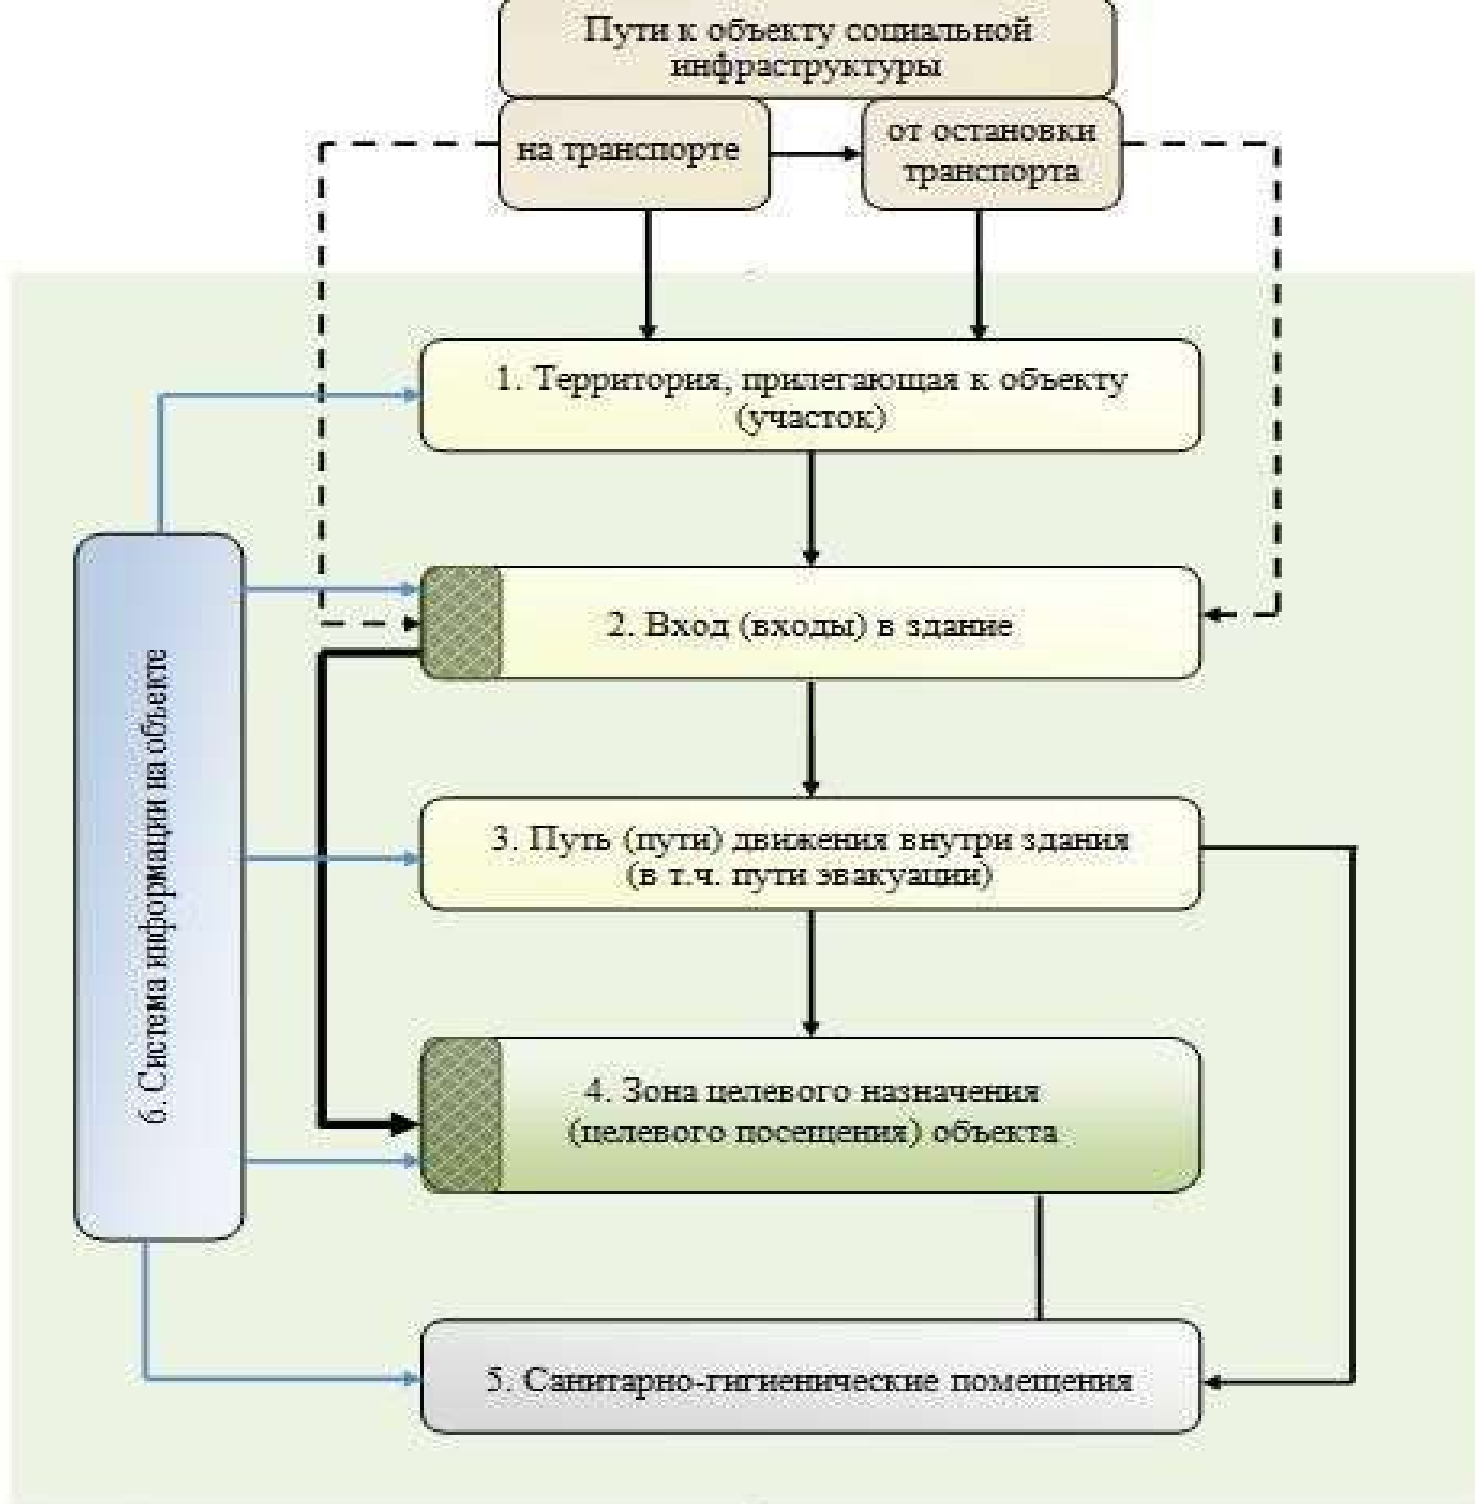 Пути к объекту социальной
инфраструктуры
на транспорте
от остановки
транспорта
1. Территория, прилегающая к объекту
(участок)
2. Вход (входы) в здание
3. Путь (пути) движения внутри здания
(в т.ч. пути эвакуации)
4. Зона целевого назначения
(целевого посещения) объекта
5. Санитарно-гигиенические помещения
6. Система информации на объекте